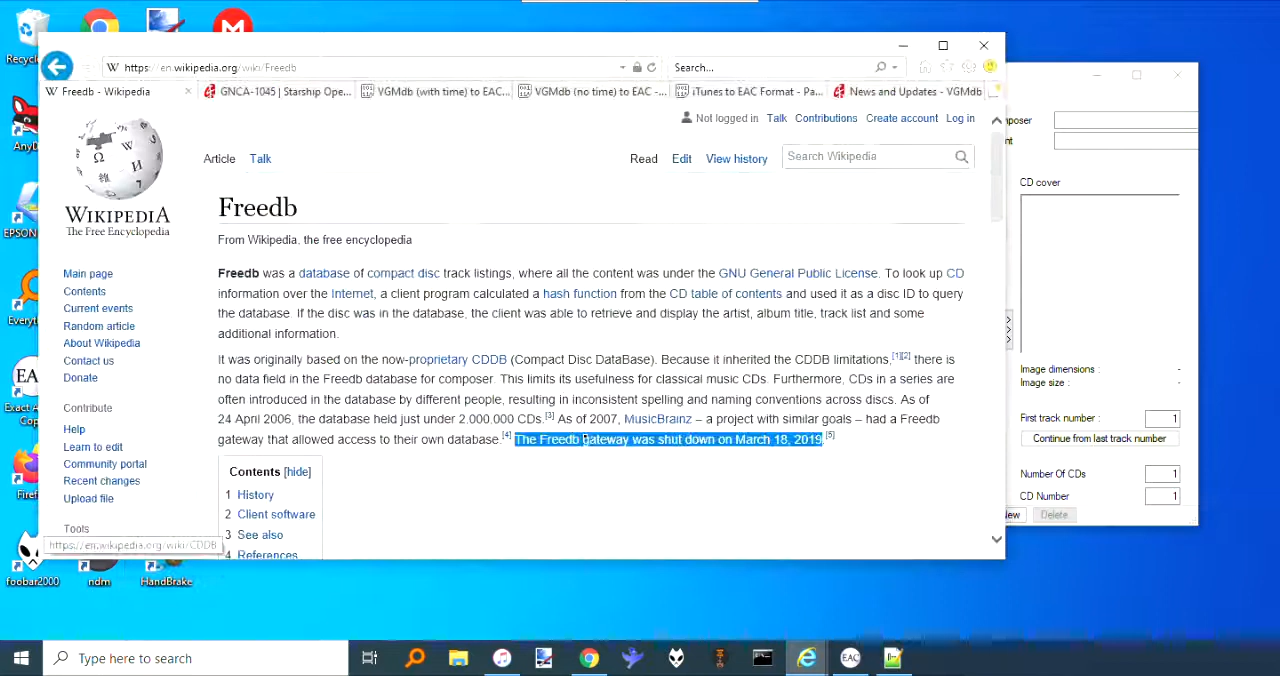 Recycl
https://en.wikipedia.org/wiki/Freedb
Search...
Freedb - Wikipedia
GNCA-1045 | Starship Ope...
VGMdb (with time) to EAC...
VGMdb (no time) to EAC -...
iTunes to EAC Format - Pa...
News and Updates - VGMdb
Not logged in Talk Contributions Create account Log in
Article Talk
Read Edit View history
Search Wikipedia
WIKIPEDIA
The Free Encyclopedia
Freedb
From Wikipedia, the free encyclopedia
Freedb was a database of compact disc track listings, where all the content was under the GNU General Public License. To look up CD
information over the Internet, a client program calculated a hash function from the CD table of contents and used it as a disc ID to query
the database. If the disc was in the database, the client was able to retrieve and display the artist, album title, track list and some
additional information.
It was originally based on the now-proprietary CDDB (Compact Disc DataBase). Because it inherited the CDDB limitations,[1][2] there is
no data field in the Freedb database for composer. This limits its usefulness for classical music CDs. Furthermore, CDs in a series are
often introduced in the database by different people, resulting in inconsistent spelling and naming conventions across discs. As of
24 April 2006, the database held just under 2.000.000 CDs.[3] As of 2007, MusicBrainz – a project with similar goals – had a Freedb
gateway that allowed access to their own database.[4] The Freedb gateway was shut down on March 18, 2019.[5]
Contents [hide]
1 History
2 Client software
3 See also
4 References
Main page
Contents
Current events
Random article
About Wikipedia
Contact us
Donate
Contribute
Help
Learn to edit
Community portal
Recent changes
Upload file
Tools
https://en.wikipedia.org/wiki/CDDB
AnyD
EPSON
Everyth
EAC
Exact A
Cop
Firef
foobar2000
ndm
HandBrake
mposer
nt
CD cover
Image dimensions : -
Image size : -
First track number : 1
Continue from last track number
Number Of CDs 1
CD Number 1
New
Delete
Type here to search
EAC